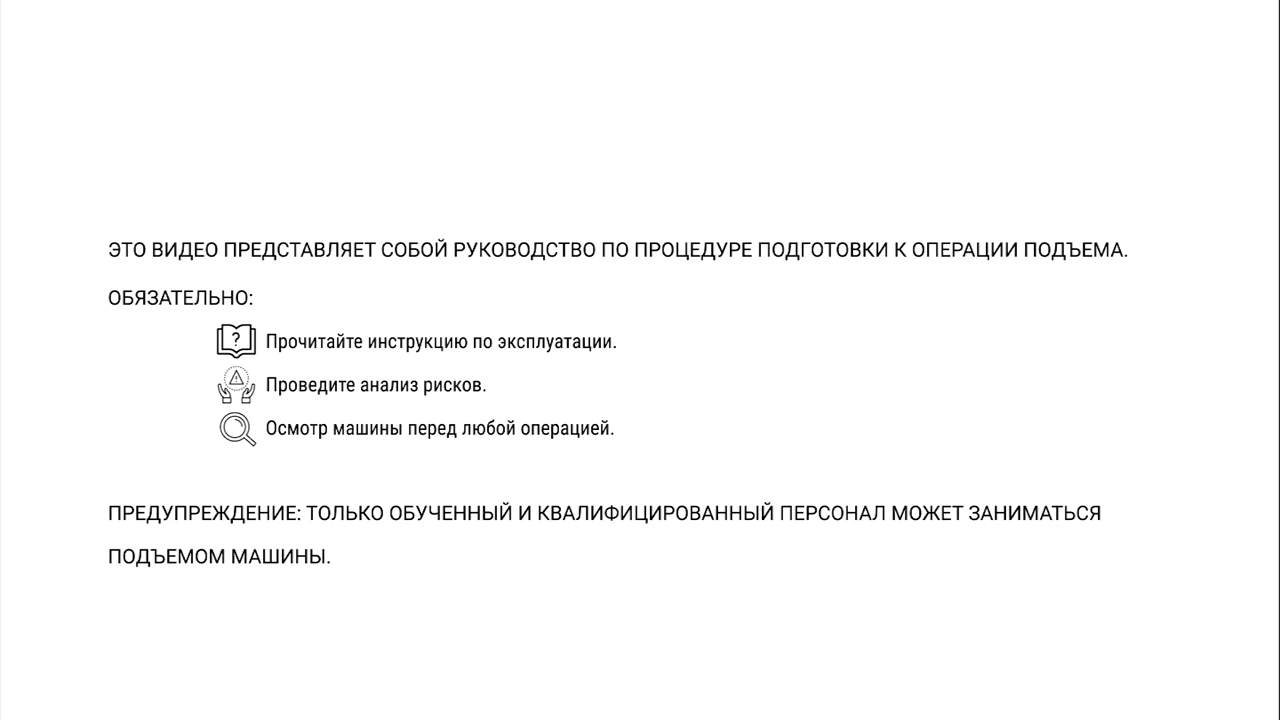 ЭТО ВИДЕО ПРЕДСТАВЛЯЕТ СОБОЙ РУКОВОДСТВО ПО ПРОЦЕДУРЕ ПОДГОТОВКИ К ОПЕРАЦИИ ПОДЪЕМА.
ОБЯЗАТЕЛЬНО:
Прочитайте инструкцию по эксплуатации.
Проведите анализ рисков.
Осмотр машины перед любой операцией.
ПРЕДУПРЕЖДЕНИЕ: ТОЛЬКО ОБУЧЕННЫЙ И КВАЛИФИЦИРОВАННЫЙ ПЕРСОНАЛ МОЖЕТ ЗАНИМАТЬСЯ
ПОДЪЕМОМ МАШИНЫ.